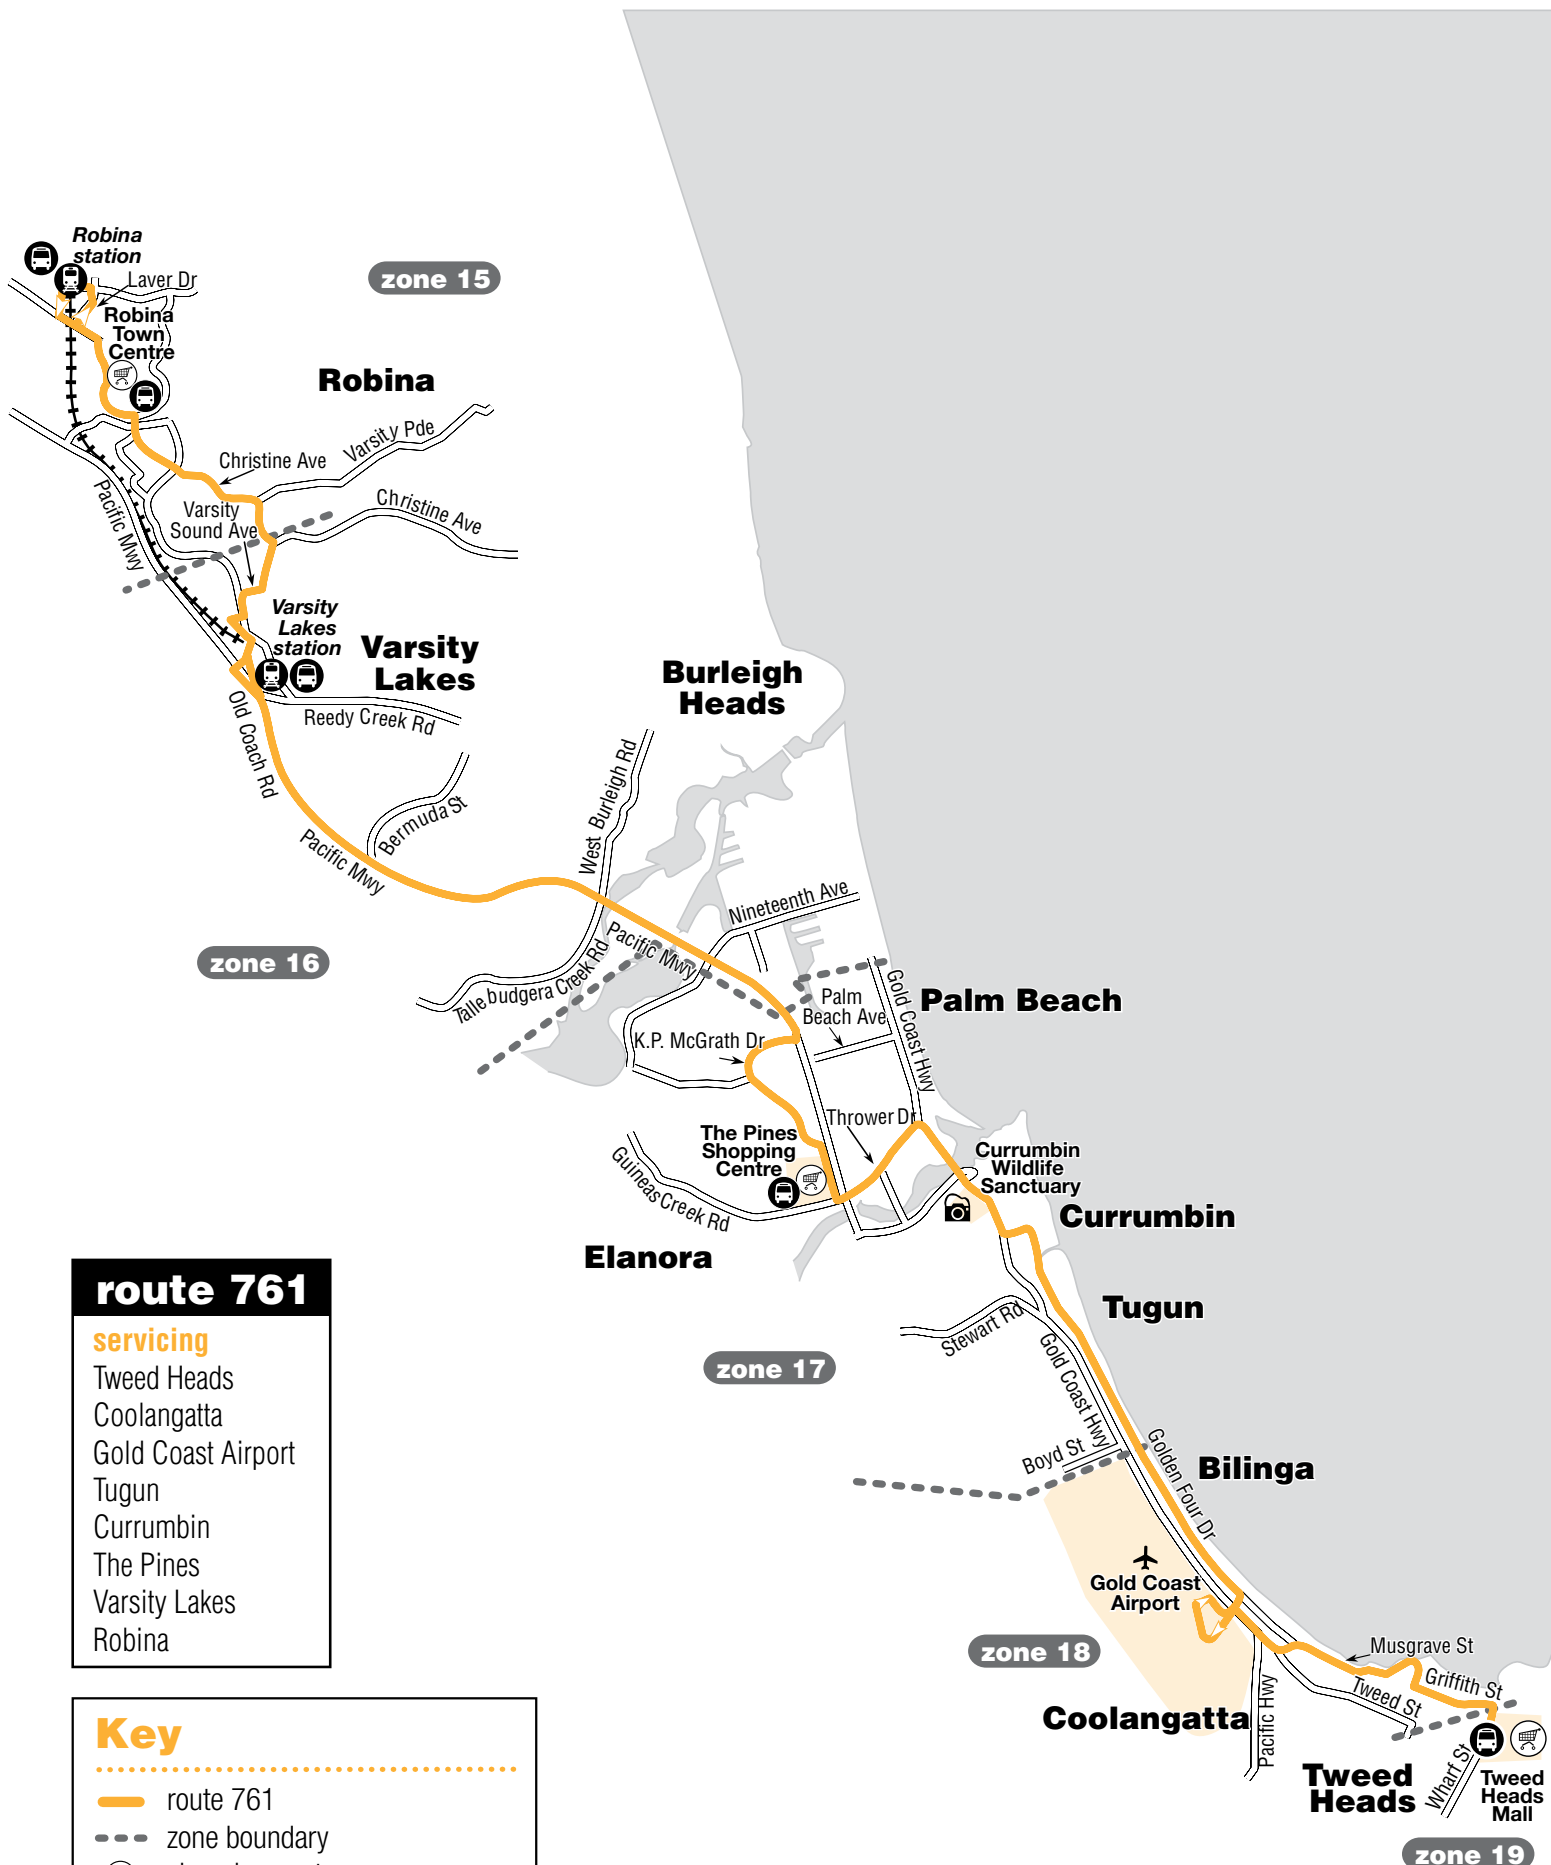 Robina
station
Laver Dr
zone 15
Robina
Town
Centre
Robina
Varsity Pde
Christine Ave
Christine Ave
Varsity
Sound Ave
Pacific Mwy
Varsity
Lakes
station
Varsity
Lakes
Burleigh
Heads
Old Coach Rd
Reedy Creek Rd
West Burleigh Rd
Bermuda St
Pacific Mwy
Nineteenth Ave
Pacific Mwy
zone 16
Tallebudgera Creek Rd
Gold Coast Hwy
Palm Beach
Palm
Beach Ave
K.P. McGrath Dr
Thrower Dr
The Pines
Shopping
Centre
Guineas Creek Rd
Currumbin
Wildlife
Sanctuary
Currumbin
Elanora
route 761
servicing
Tweed Heads
Coolangatta
Gold Coast Airport
Tugun
Currumbin
The Pines
Varsity Lakes
Robina
Tugun
Stewart Rd
zone 17
Gold Coast Hwy
Boyd St
Golden Four Dr
Bilinga
Gold Coast
Airport
zone 18
Musgrave St
Griffith St
Tweed St
Coolangatta
Pacific Hwy
Wharf St
Tweed
Heads
Tweed
Heads
Mall
zone 19
Key
route 761
zone boundary